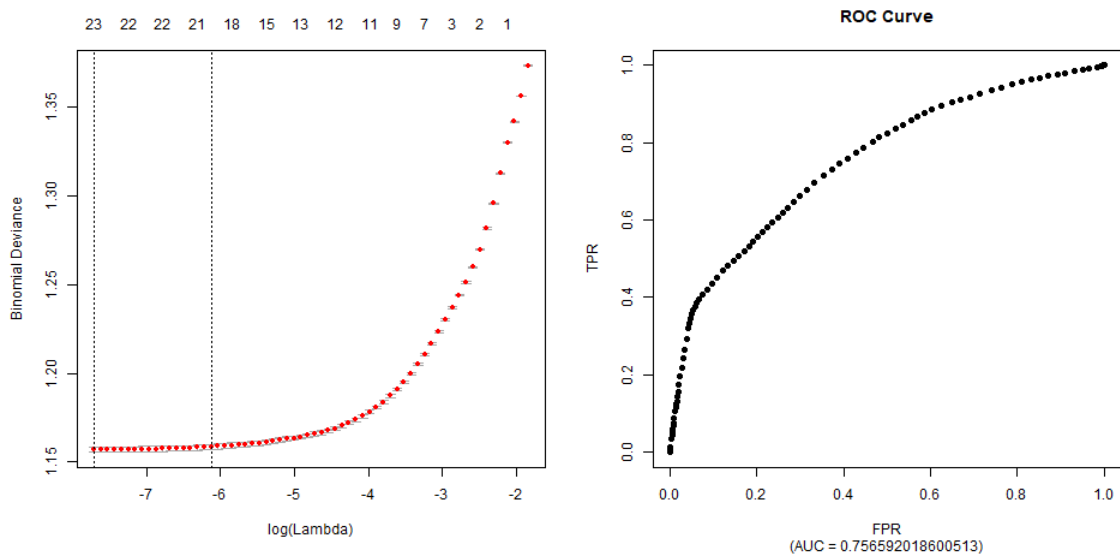 23 22 22 18 15 13 12 11 9 7 3 2 1
1.35
1.30
1.25
1.20
1.15
Binomial Deviance
-7 -6 -5 -4 -3 -2
log(Lambda)
ROC Curve
1.0
0.8
0.6
0.4
0.2
0.0
TPR
0.0 0.2 0.4 0.6 0.8 1.0
FPR
(AUC = 0.756592018600513)